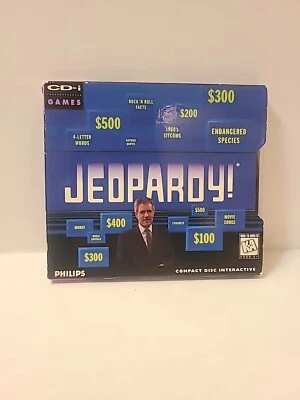 CD-i
GAMES
$300
ROCK 'N ROLL
FACTS
$200
$500
1960's
SITCOMS
4-LETTER
WORDS
ENDANGERED
SPECIES
JEOPARDY!®
$500
$400
MOVIE
SONGS
$100
$300
PHILIPS
COMPACT DISC INTERACTIVE
KA